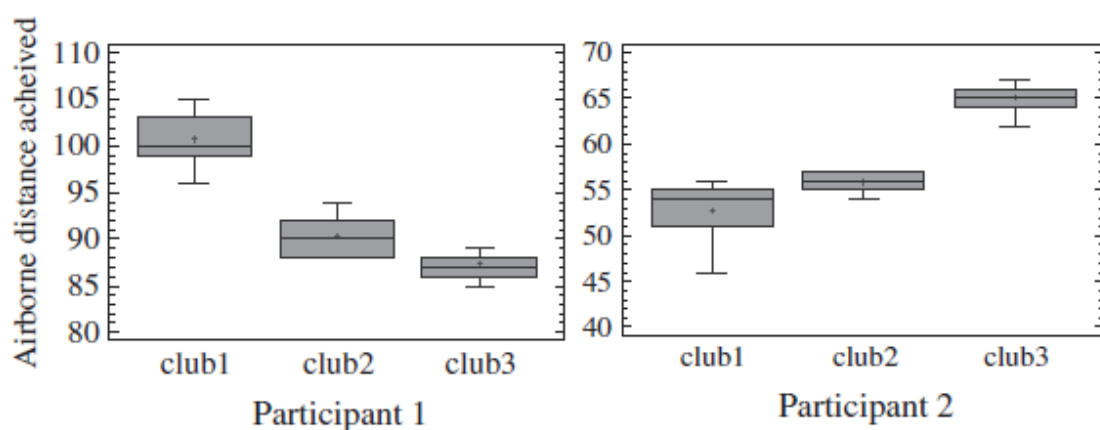 Airborne distance acheived
110
105
100
95
90
85
80
club1 club2 club3
Participant 1
70
65
60
55
50
45
40
club1 club2 club3
Participant 2